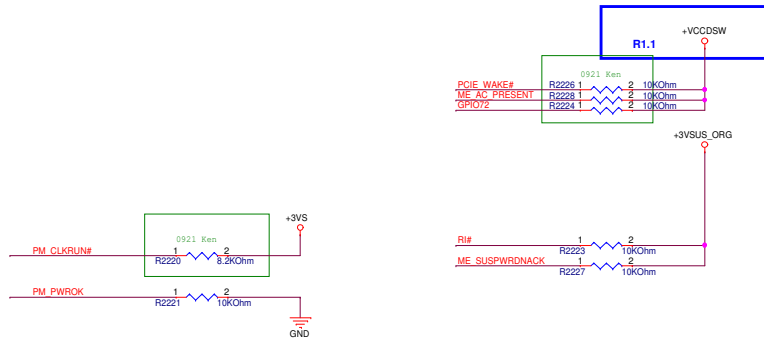 +VCCDSW
R1.1
0921 Ken
PCIE_WAKE# R2226 1 2 10KOhm
ME_AC_PRESENT R2228 1 2 10KOhm
GPIO72 R2224 1 2 10KOhm
+3VSUS_ORG
+3VS
0921 Ken
PM_CLKRUN# R2220 1 2 8.2KOhm
RI# R2223 1 2 10KOhm
ME_SUSPWRDNACK R2227 1 2 10KOhm
PM_PWROK R2221 1 2 10KOhm
GND